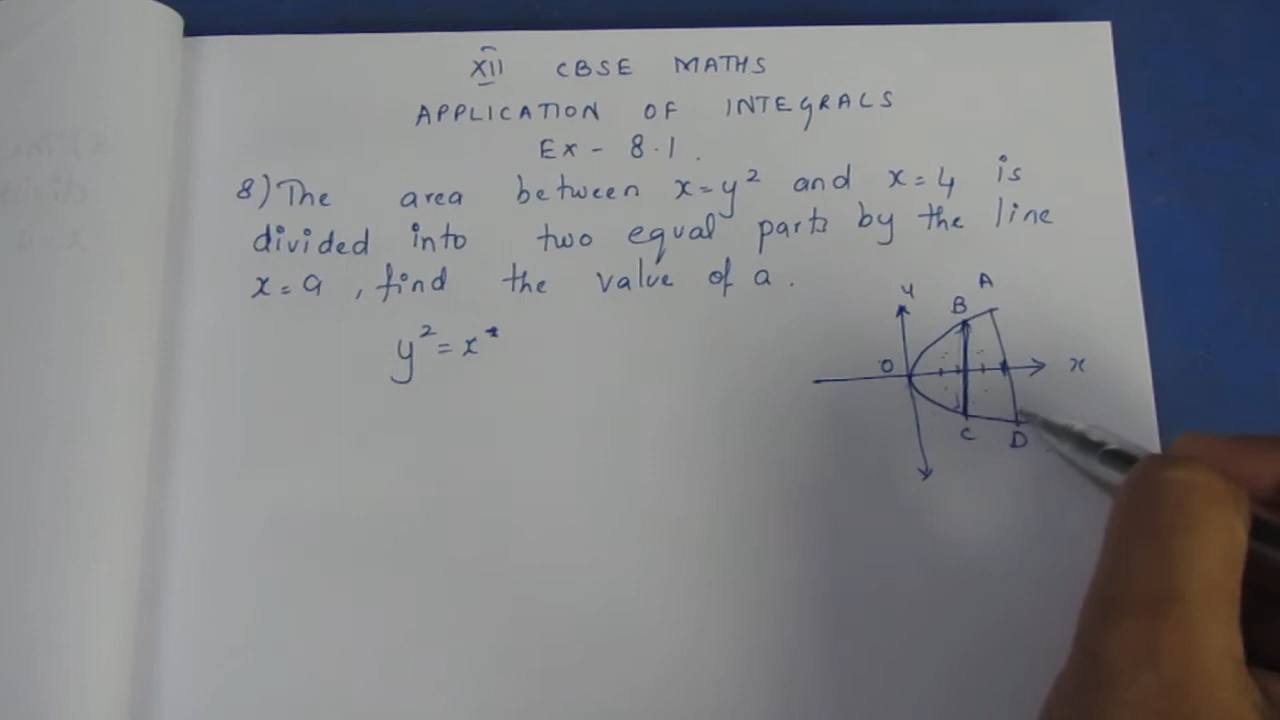 XII CBSE MATHS
APPLICATION OF INTEGRALS
Ex - 8.1.
8) The area between x=y² and x=4 is
divided into two equal parts by the line
x=a, find the value of a.
y² = x
y
A
B
O
x
C
D